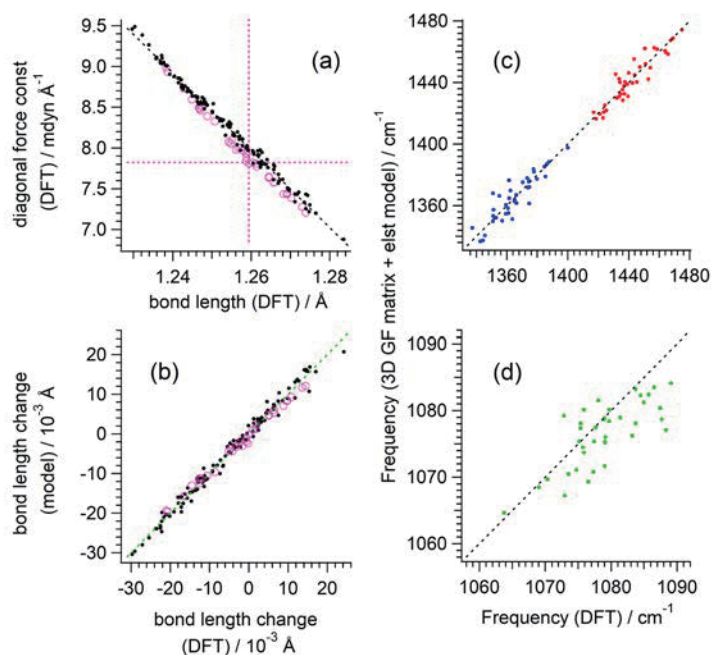 diagonal force const
(DFT) / mdyn Å⁻¹
9.5
9.0
8.5
8.0
7.5
7.0
(a)
1.24
1.26
1.28
bond length (DFT) / Å
bond length change
(model) / 10⁻³ Å
20
10
0
-10
-20
-30
(b)
-30 -20 -10 0 10 20
bond length change
(DFT) / 10⁻³ Å
Frequency (3D GF matrix + elst model) / cm⁻¹
1480
1440
1400
1360
(c)
1360 1400 1440 1480
1090
1080
1070
1060
(d)
1060 1070 1080 1090
Frequency (DFT) / cm⁻¹